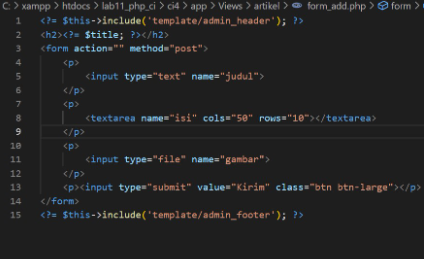 C: > xampp > htdocs > lab11_php_ci > ci4 > app > Views > artikel > form_add.php > form >
1 <?= $this->include('template/admin_header'); ?>
2 <h2><?= $title; ?></h2>
3 <form action="" method="post">
4 <p>
5 <input type="text" name="judul">
6 </p>
7 <p>
8 <textarea name="isi" cols="50" rows="10"></textarea>
9 </p>
10 <p>
11 <input type="file" name="gambar">
12 </p>
13 <p><input type="submit" value="Kirim" class="btn btn-large"></p>
14 </form>
15 <?= $this->include('template/admin_footer'); ?>